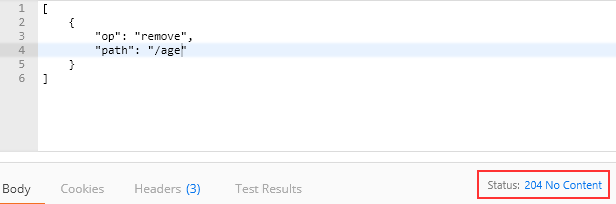 1 [
2     {
3         "op": "remove",
4         "path": "/age"
5     }
6 ]
Body Cookies Headers (3) Test Results Status: 204 No Content